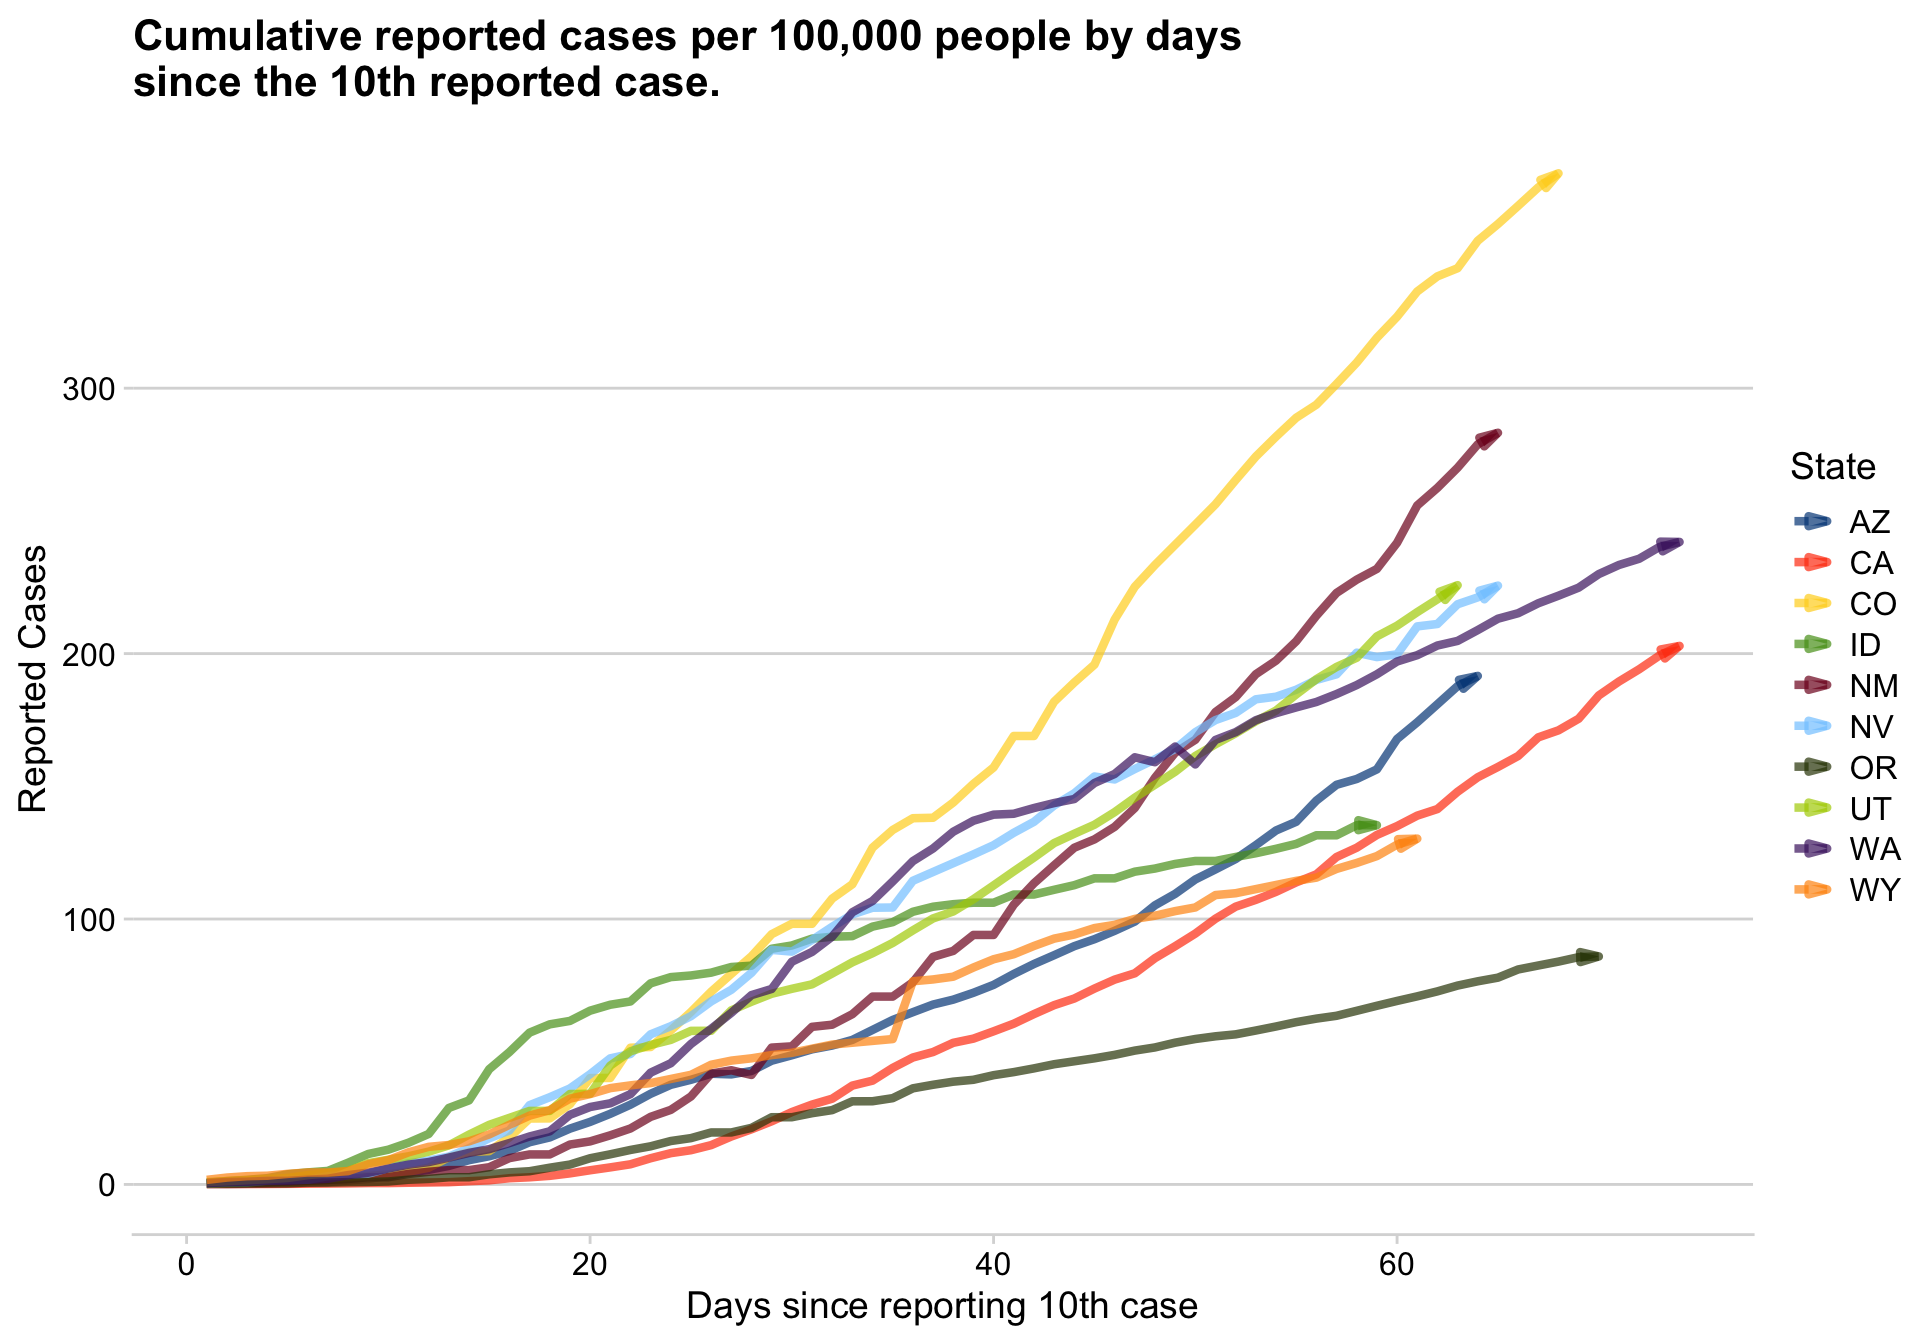 Cumulative reported cases per 100,000 people by days
since the 10th reported case.
300
200
100
0
Reported Cases
0 20 40 60
Days since reporting 10th case
State
AZ
CA
CO
ID
NM
NV
OR
UT
WA
WY